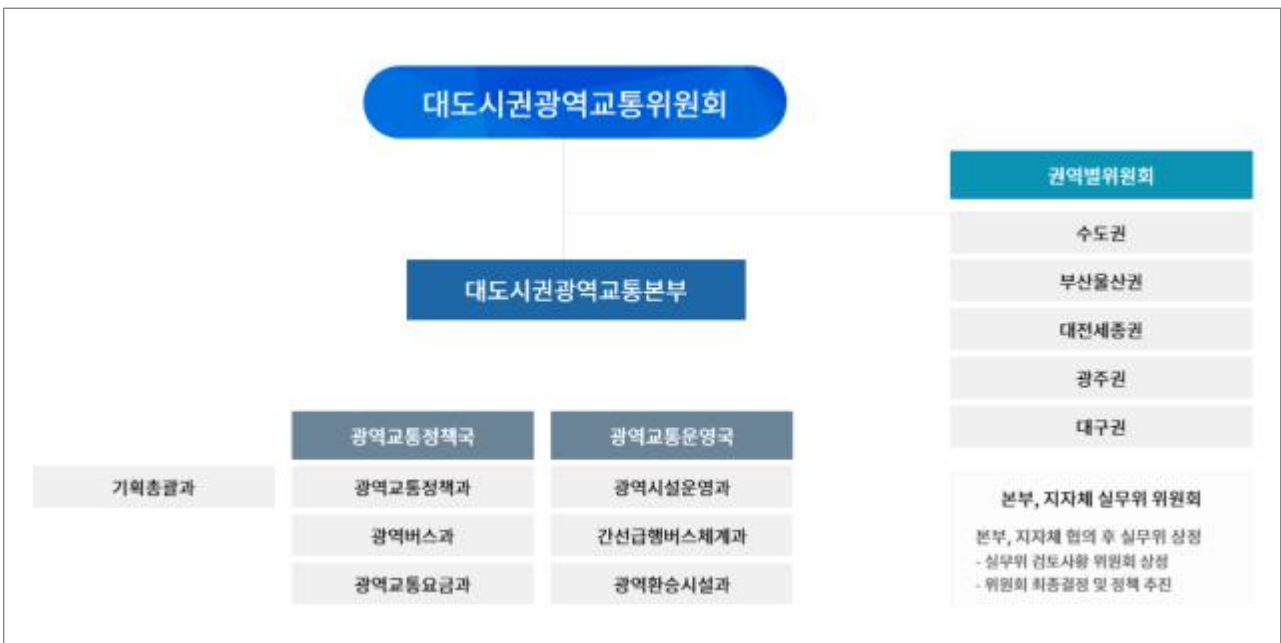 대도시권광역교통위원회
권역별위원회
수도권
부산울산권
대전세종권
광주권
대구권
대도시권광역교통본부
광역교통정책국
광역교통운영국
기획총괄과
광역교통정책과
광역시설운영과
광역버스과
간선급행버스체계과
광역교통요금과
광역환승시설과
본부, 지자체 실무위 위원회
본부, 지자체 협의 후 실무위 상정
- 실무위 검토사황 위원회 상정
- 위원회 최종결정 및 정책 추진